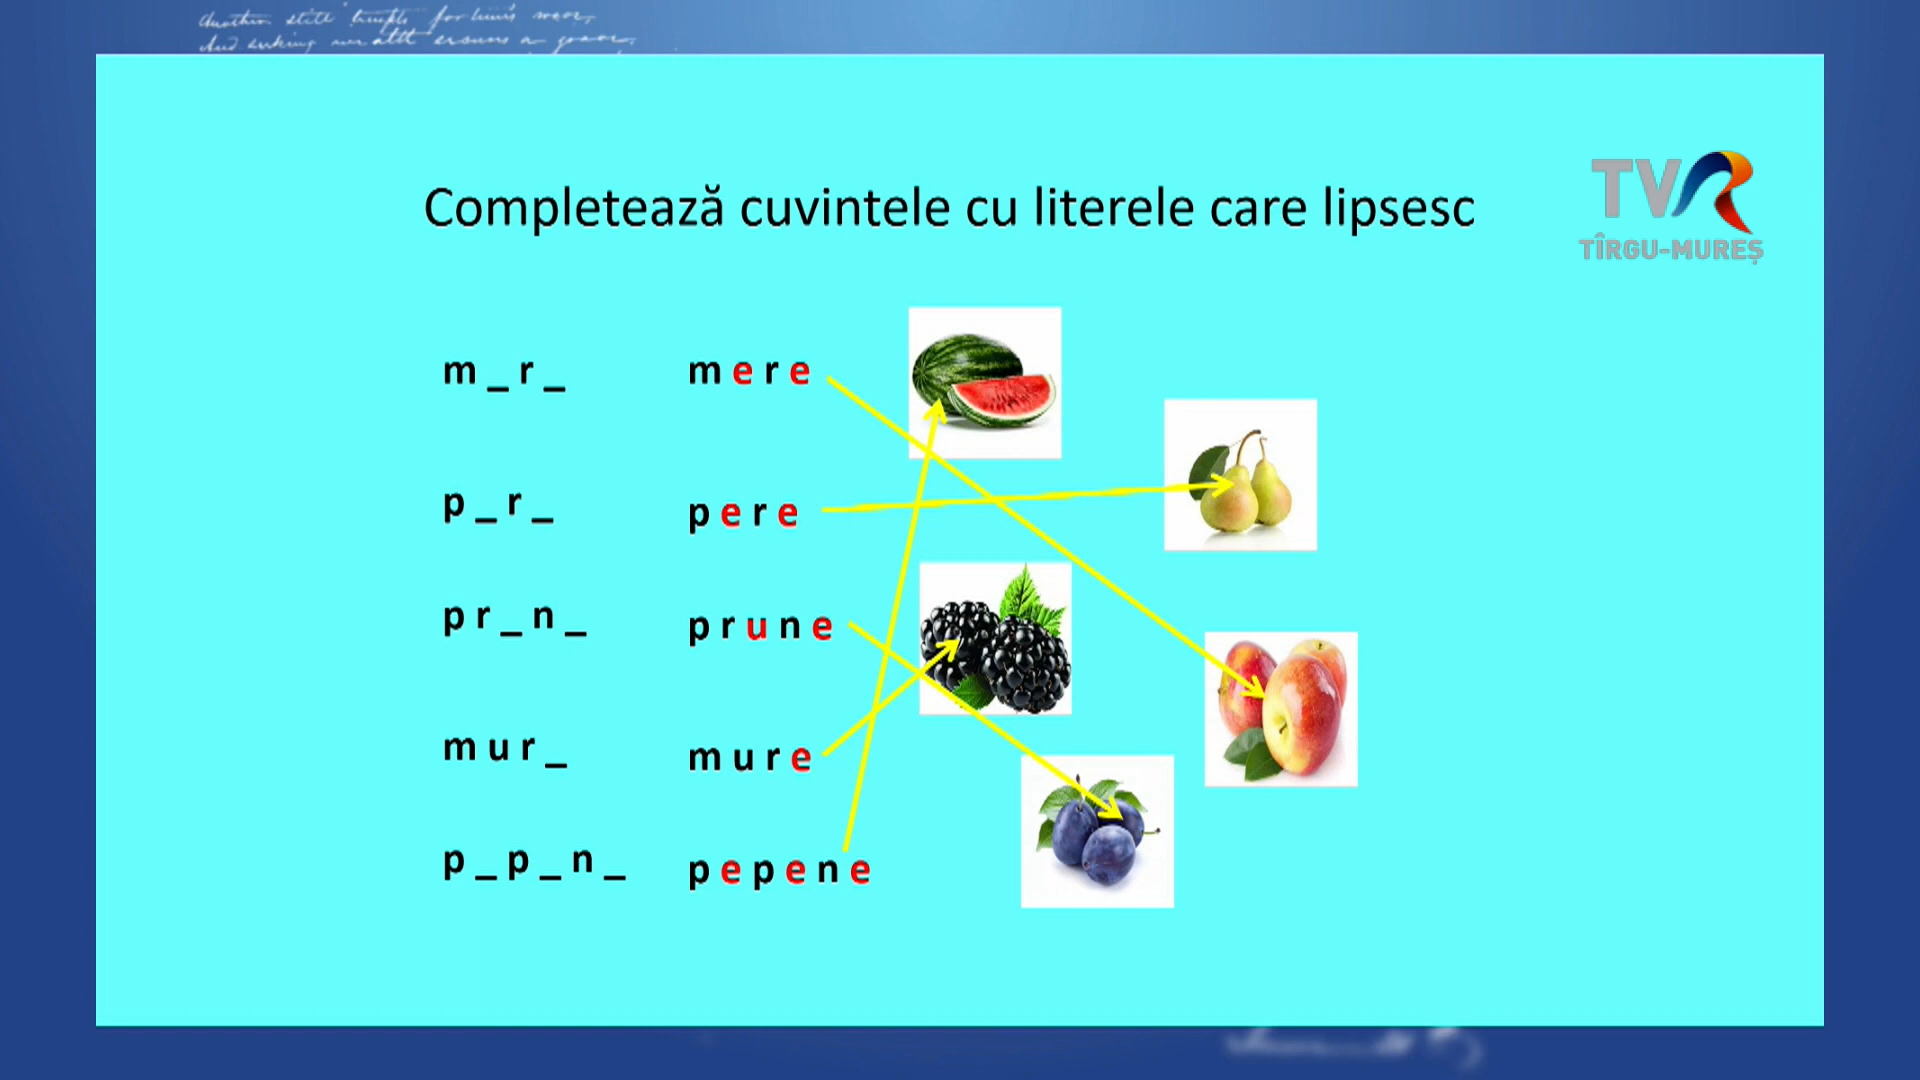 Completează cuvintele cu literele care lipsesc
TVR
TÎRGU-MUREȘ
m _ r _ m e r e
p _ r _ p e r e
p r _ n _ p r u n e
m u r _ m u r e
p _ p _ n _ p e p e n e